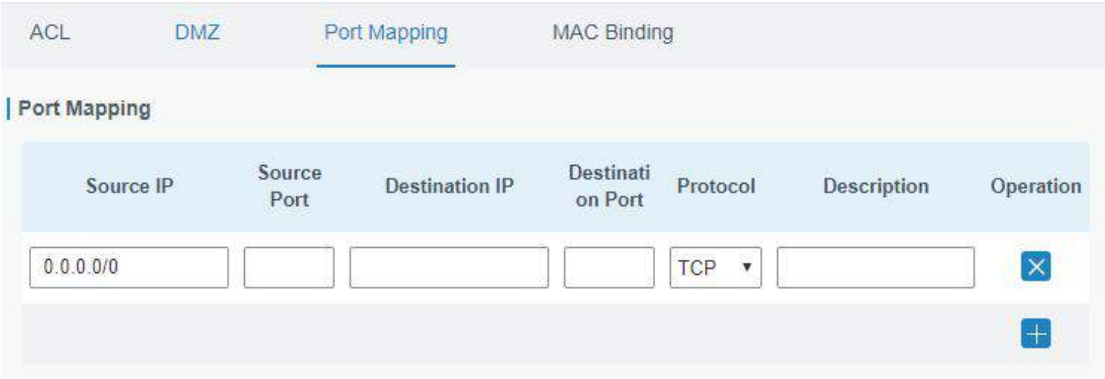 ACL DMZ Port Mapping MAC Binding
Port Mapping
Source IP Source Port Destination IP Destinati on Port Protocol Description Operation
0.0.0.0/0 TCP